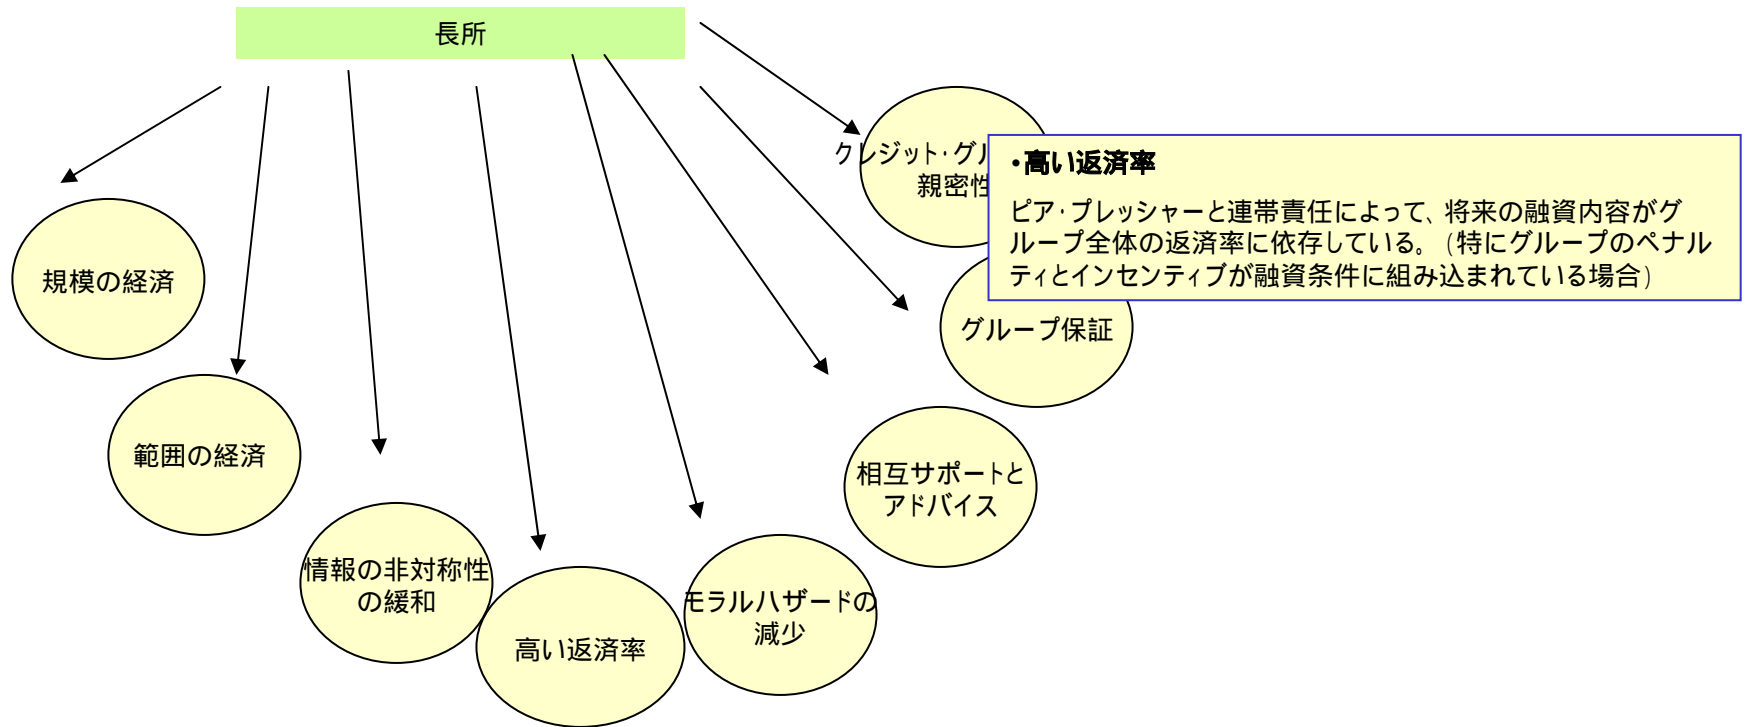 長所
クレジット・グル
親密性
・高い返済率
ピア・プレッシャーと連帯責任によって、将来の融資内容がグ
ループ全体の返済率に依存している。（特にグループのペナル
ティとインセンティブが融資条件に組み込まれている場合）
規模の経済
グループ保証
範囲の経済
相互サポートと
アドバイス
情報の非対称性
の緩和
モラルハザードの
減少
高い返済率